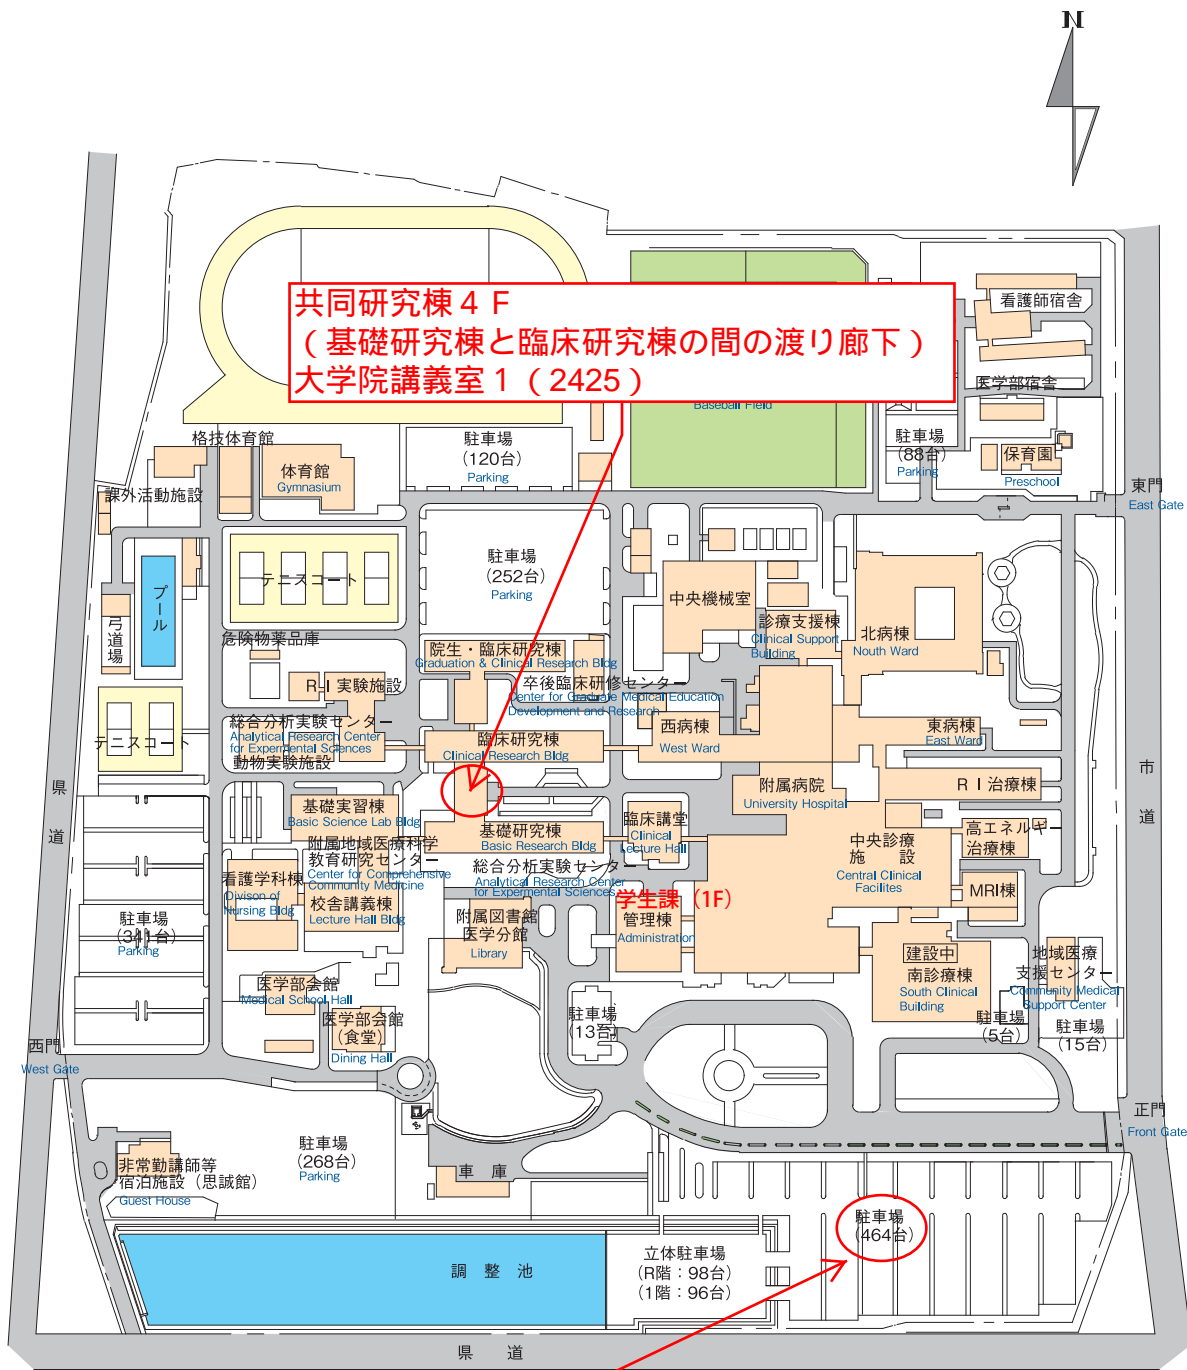 N
共同研究棟４Ｆ
（基礎研究棟と臨床研究棟の間の渡り廊下）
大学院講義室１（2425）
看護師宿舎
医学部宿舎
Baseball Field
格技体育館
駐車場
(120台)
Parking
駐車場
(88台)
Parking
保育園
Preschool
体育館
Gymnasium
課外活動施設
東門
East Gate
駐車場
(252台)
Parking
テニスコート
プール
中央機械室
弓道場
診療支援棟
Clinical Support
Building
北病棟
Nouth Ward
危険物薬品庫
院生・臨床研究棟
Graduation & Clinical Research Bldg
R I 実験施設
卒後臨床研修センター
Center for Graduate Medical Education
Development and Research
総合分析実験センター
Analytical Research Center
for Expermental Sciences
動物実験施設
テニスコート
西病棟
West Ward
東病棟
East Ward
臨床研究棟
Clinical Research Bldg
附属病院
University Hospital
R I 治療棟
県道
市道
基礎実習棟
Basic Science Lab Bldg
基礎研究棟
Basic Research Bldg
臨床講堂
Clinical
Lecture Hall
中央診療
施設
Central Clinical
Facilites
高エネルギー
治療棟
附属地域医療科学
教育研究センター
Center for Comprehensive
Community Medicine
総合分析実験センター
Analytical Research Center
for Expermental Sciences
看護学科棟
Divison of
Nursing Bldg
校舎講義棟
Lecture Hall Bldg
MRI棟
学生課（1F）
管理棟
Administration
駐車場
(341台)
Parking
附属図書館
医学分館
Library
建設中
南診療棟
South Clinical
Building
地域医療
支援センター
Community Medical
Support Center
医学部会館
Medical School Hall
医学部会館
(食堂)
Dining Hall
駐車場
(13台)
駐車場
(5台)
駐車場
(15台)
西門
West Gate
正門
Front Gate
駐車場
(268台)
Parking
非常勤講師等
宿泊施設（思誠館）
Guest House
車庫
駐車場
(464台)
調整池
立体駐車場
(R階：98台)
(1階：96台)
県道